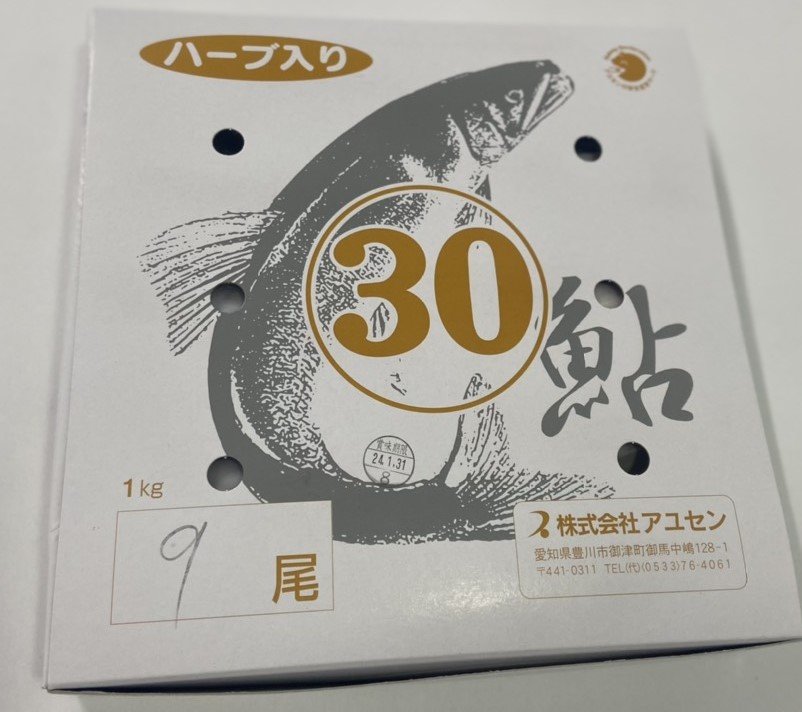 ハーブ入り
30
鮎
賞味期限
24.1.31
8
1kg
9 尾
株式会社アユセン
愛知県豊川市御津町御馬中嶋128-1
〒441-0311 TEL(代)(0533)76-4061